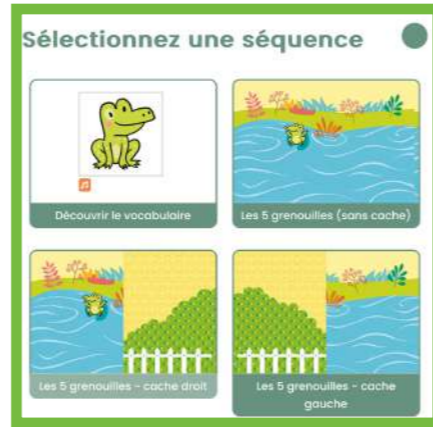 Sélectionnez une séquence
Découvrir le vocabulaire
Les 5 grenouilles (sans cache)
Les 5 grenouilles - cache droit
Les 5 grenouilles - cache
gauche